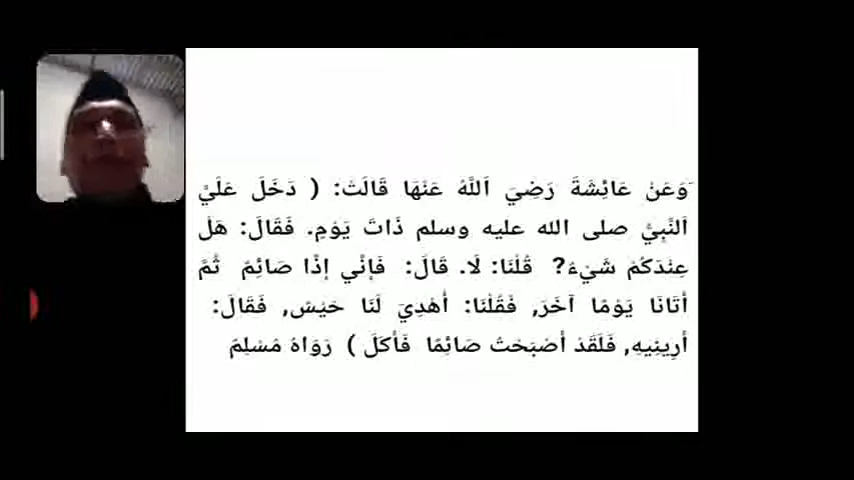 َوَعَنْ عَائِشَةَ رَضِيَ اَللَّهُ عَنْهَا قَالَتْ: ( دَخَلَ عَلَيَّ
اَلنَّبِيُّ صلى الله عليه وسلم ذَاتَ يَوْمٍ. فَقَالَ: هَلْ
عِنْدَكُمْ شَيْءٌ? قُلْنَا: لَا. قَالَ: فَإِنِّي إِذًا صَائِمٌ ثُمَّ
أَتَانَا يَوْمًا آخَرَ, فَقُلْنَا: أُهْدِيَ لَنَا حَيْسٌ, فَقَالَ:
أَرِينِيهِ, فَلَقَدْ أَصْبَحْتُ صَائِمًا فَأَكَلَ ) رَوَاهُ مُسْلِمٌ